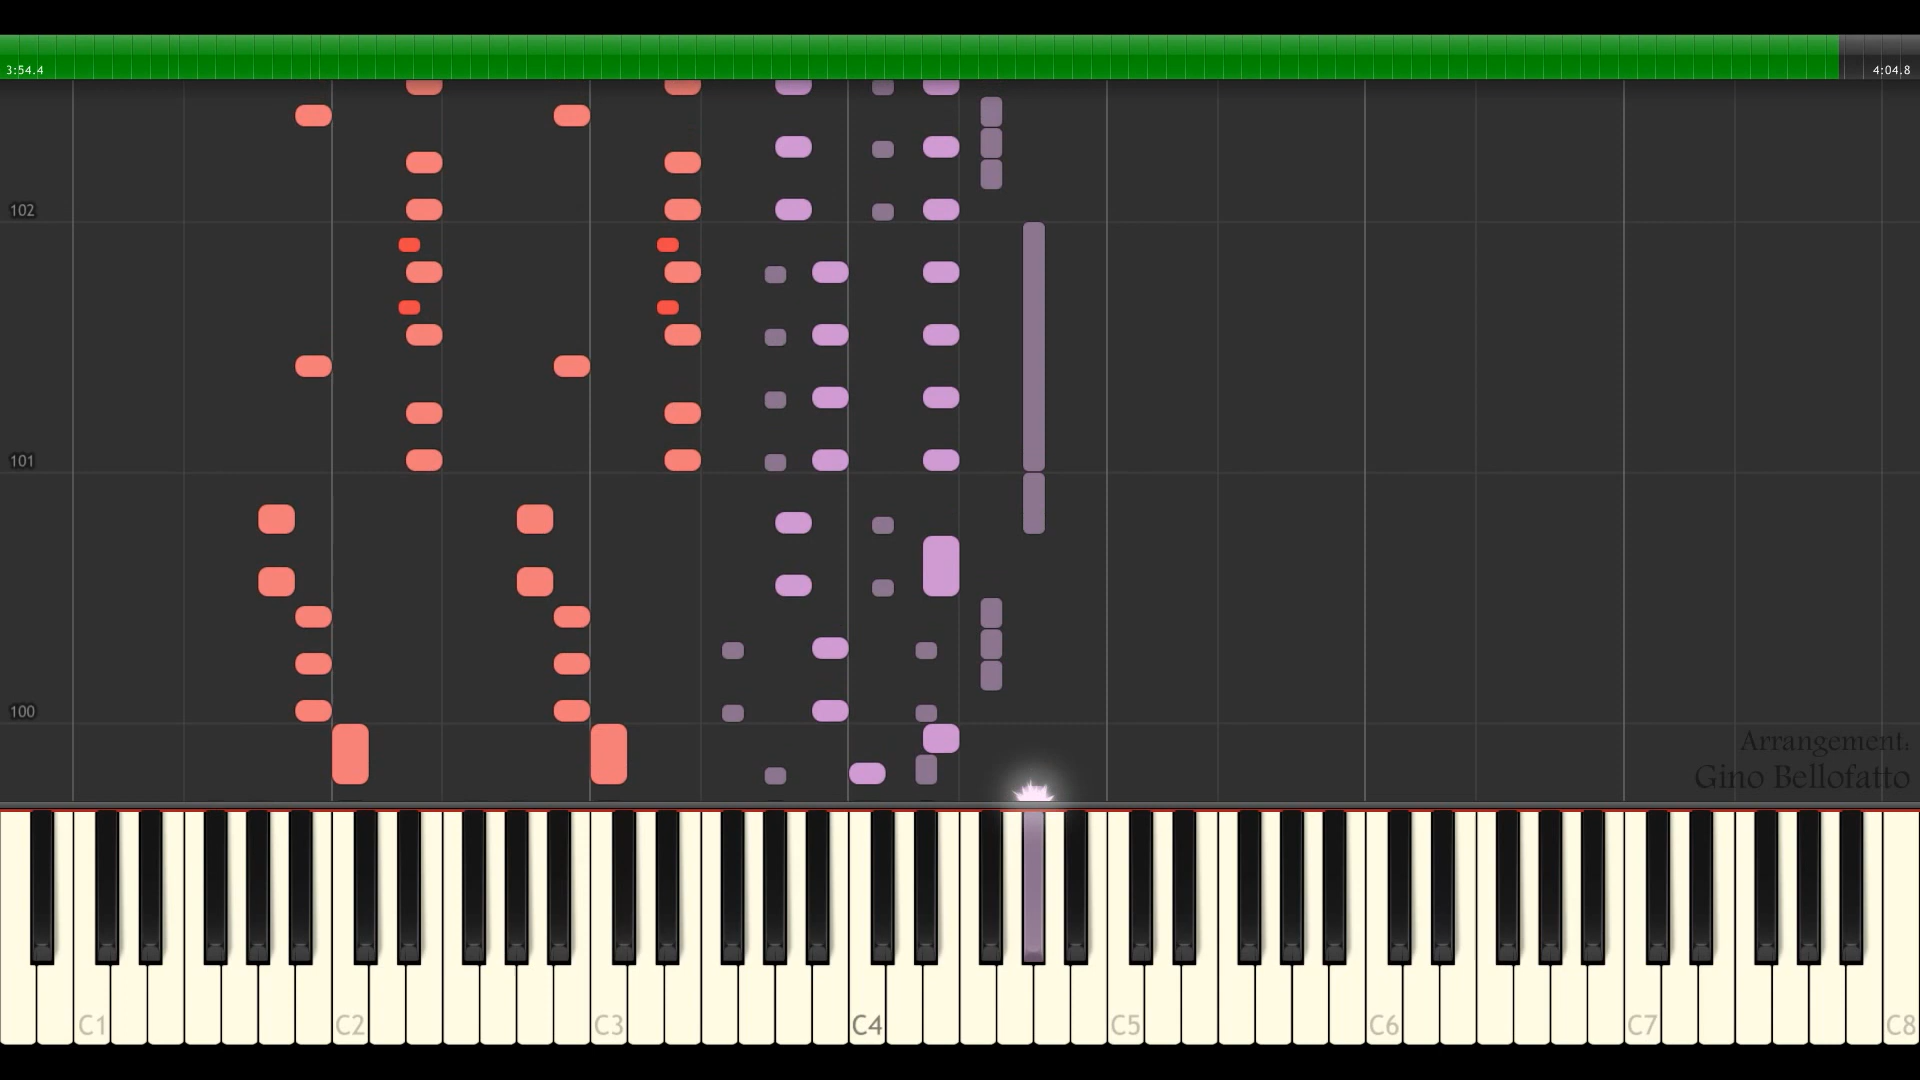 3:54.4
4:04.8
102
101
100
Arrangement:
Gino Bellofatto
C1 C2 C3 C4 C5 C6 C7 C8